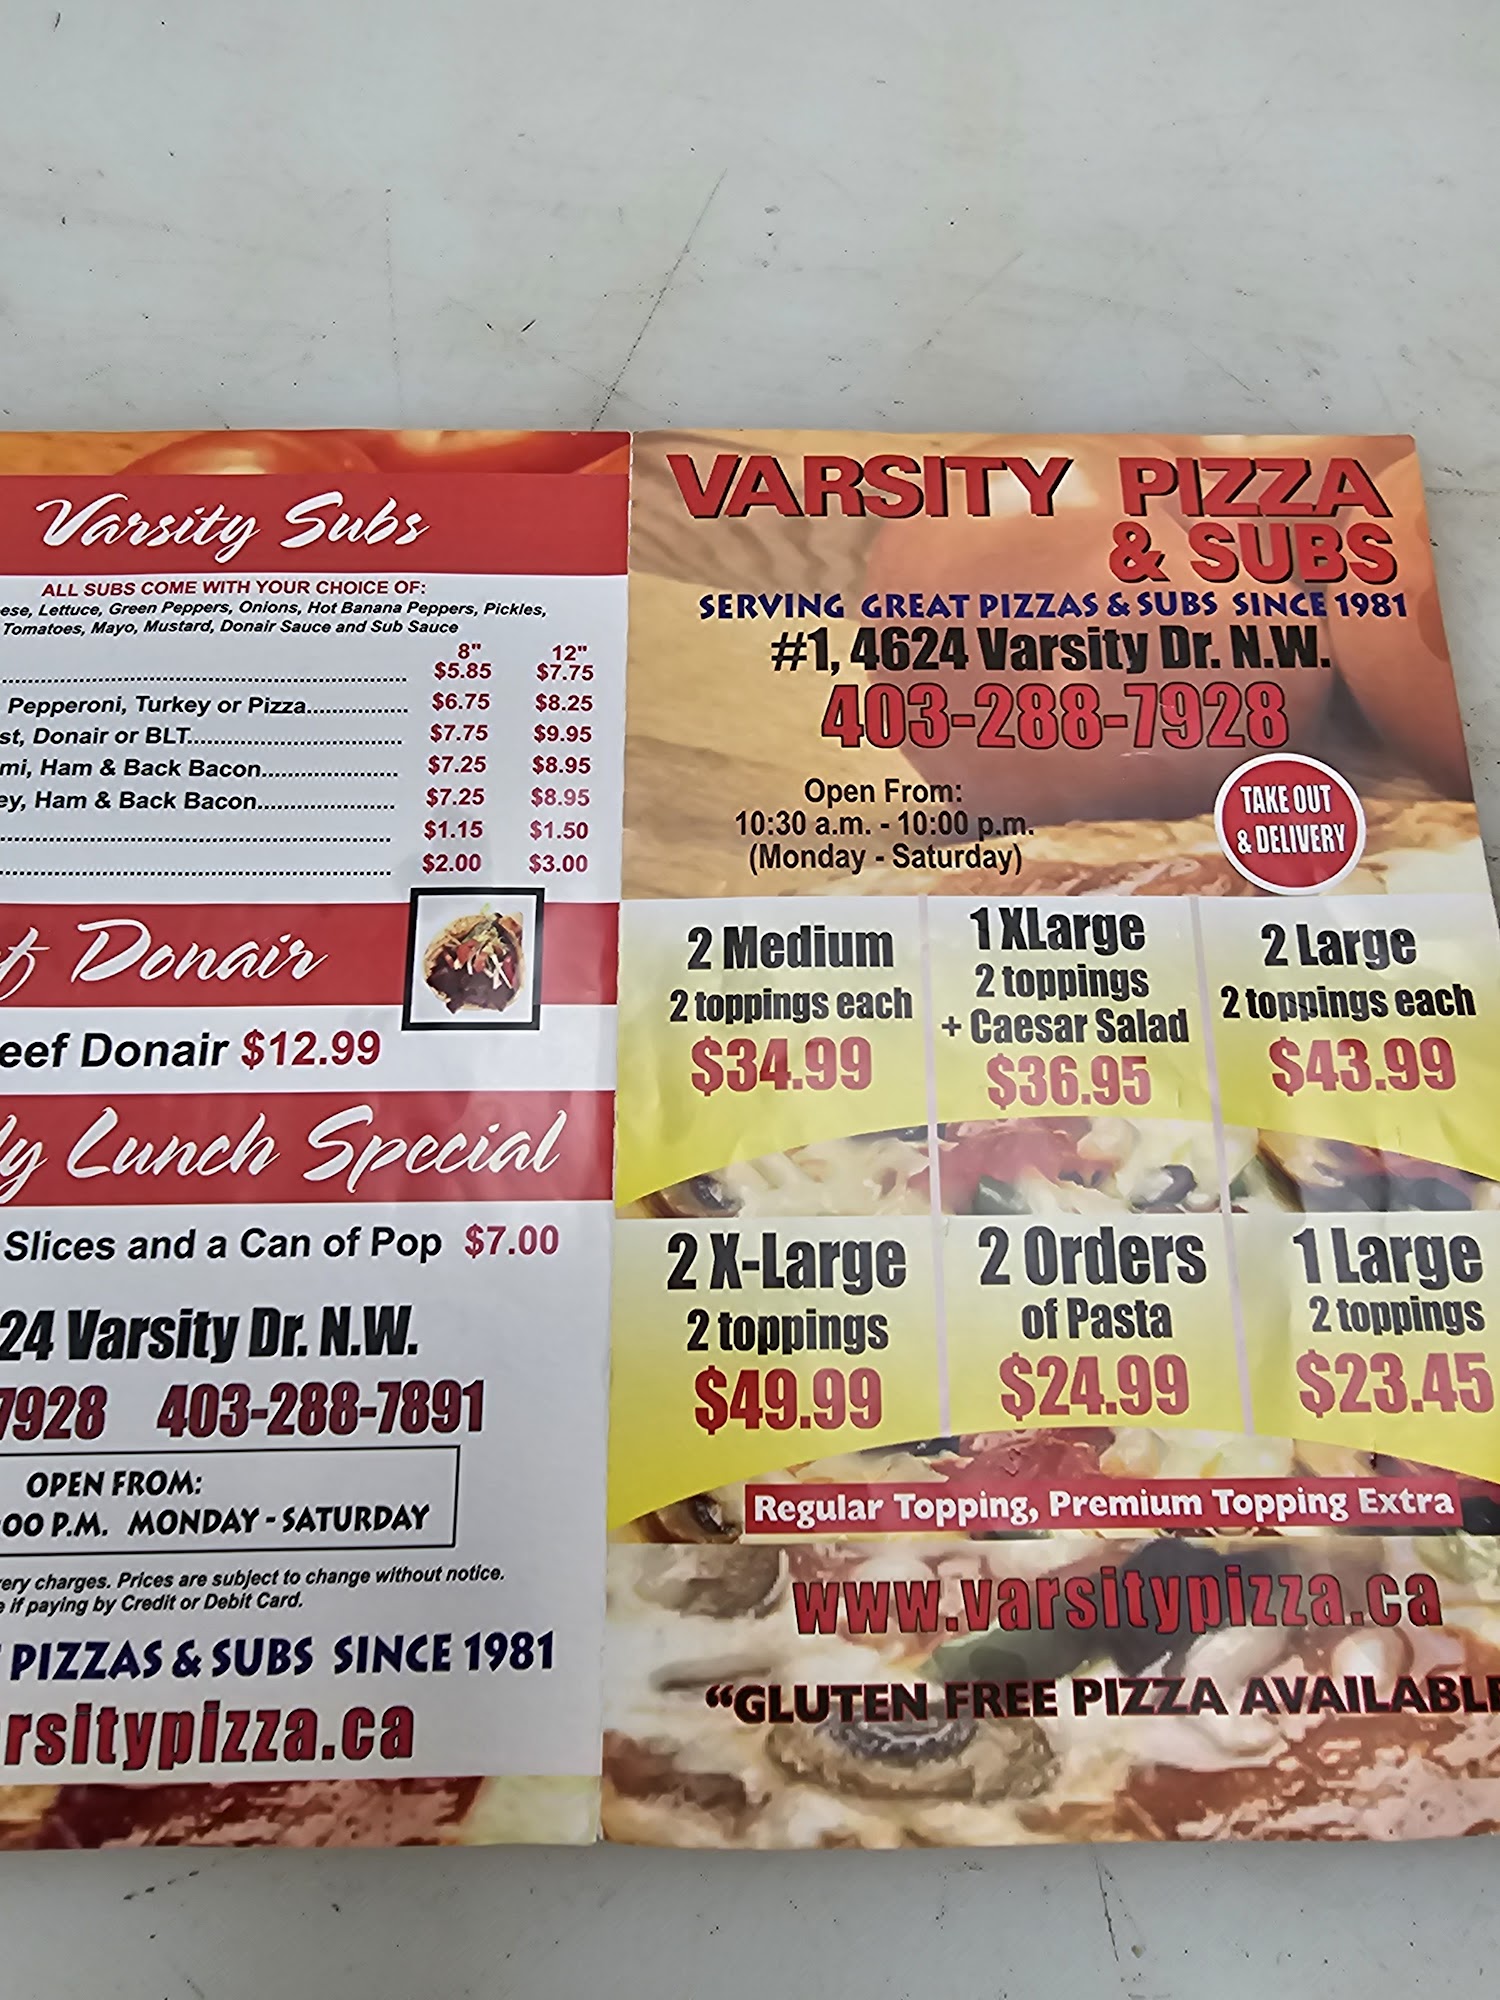 Varsity Subs
ALL SUBS COME WITH YOUR CHOICE OF:
Lettuce, Green Peppers, Onions, Hot Banana Peppers, Pickles,
Tomatoes, Mayo, Mustard, Donair Sauce and Sub Sauce
8" 12"
$5.85 $7.75
Pepperoni, Turkey or Pizza $6.75 $8.25
Donair or BLT $7.75 $9.95
Ham & Back Bacon $7.25 $8.95
Ham & Back Bacon $7.25 $8.95
$1.15 $1.50
$2.00 $3.00
Donair
Donair $12.99
Lunch Special
Slices and a Can of Pop $7.00
24 Varsity Dr. N.W.
7928 403-288-7891
OPEN FROM:
:00 P.M. MONDAY - SATURDAY
ery charges. Prices are subject to change without notice.
if paying by Credit or Debit Card.
PIZZAS & SUBS SINCE 1981
rsitypizza.ca
VARSITY PIZZA
& SUBS
SERVING GREAT PIZZAS & SUBS SINCE 1981
#1, 4624 Varsity Dr. N.W.
403-288-7928
Open From:
10:30 a.m. - 10:00 p.m.
(Monday - Saturday)
TAKE OUT
& DELIVERY
2 Medium
2 toppings each
$34.99
1 XLarge
2 toppings
+ Caesar Salad
$36.95
2 Large
2 toppings each
$43.99
2 X-Large
2 toppings
$49.99
2 Orders
of Pasta
$24.99
1 Large
2 toppings
$23.45
Regular Topping, Premium Topping Extra
www.varsitypizza.ca
“GLUTEN FREE PIZZA AVAILABLE